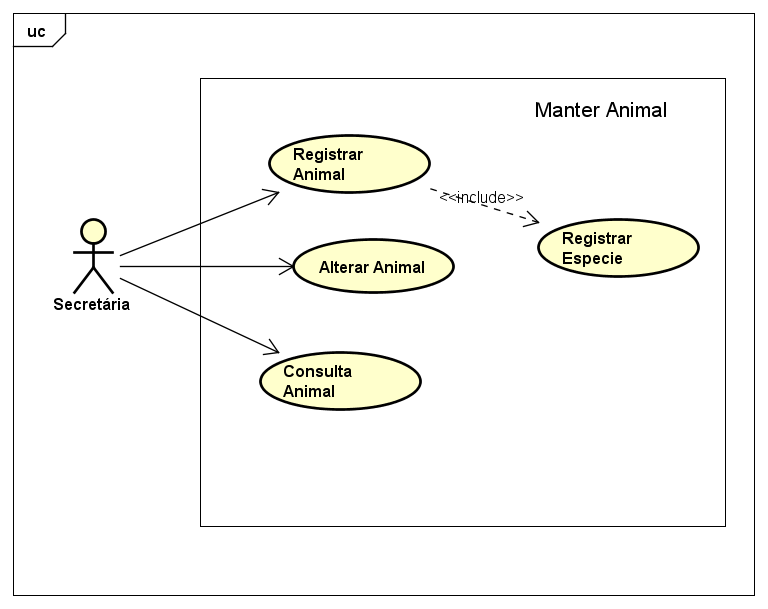 uc
Manter Animal
Registrar
Animal
<<include>>
Registrar
Especie
Alterar Animal
Secretária
Consulta
Animal